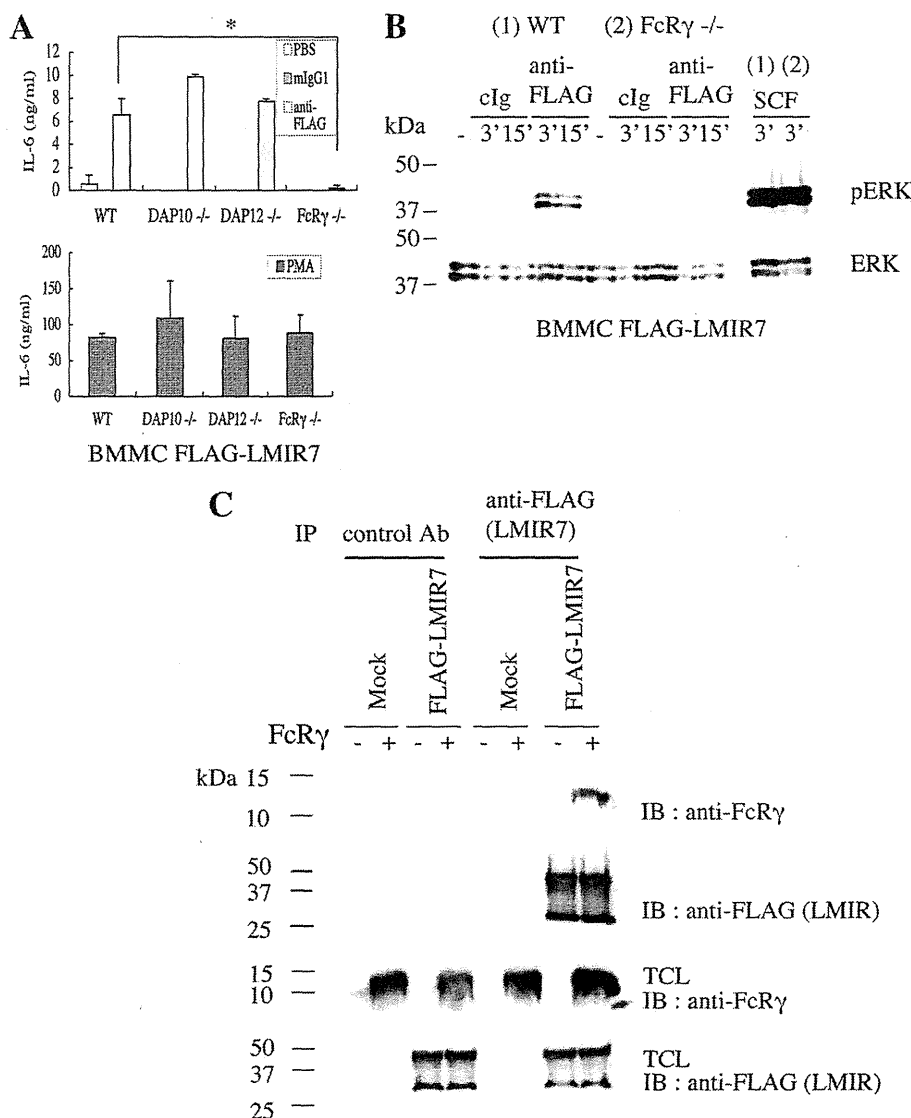 A
*
PBS
mIgG1
anti-
FLAG
IL-6 (ng/ml)
12
10
8
6
4
2
0
WT DAP10 -/- DAP12 -/- FcRγ -/-
PMA
IL-6 (ng/ml)
200
150
100
50
0
WT DAP10 -/- DAP12 -/- FcRγ -/-
BMMC FLAG-LMIR7
B
(1) WT (2) FcRγ -/-
anti- anti- (1) (2)
cIg FLAG cIg FLAG SCF
kDa - 3' 15' 3' 15' - 3' 15' 3' 15' 3' 3'
50
pERK
37
50
ERK
37
BMMC FLAG-LMIR7
C
IP control Ab anti-FLAG
(LMIR7)
Mock FLAG-LMIR7 Mock FLAG-LMIR7
FcRγ - + - + - + - +
kDa 15
10 IB : anti-FcRγ
50
37
25 IB : anti-FLAG (LMIR)
15 TCL
10 IB : anti-FcRγ
50 TCL
37 IB : anti-FLAG (LMIR)
25